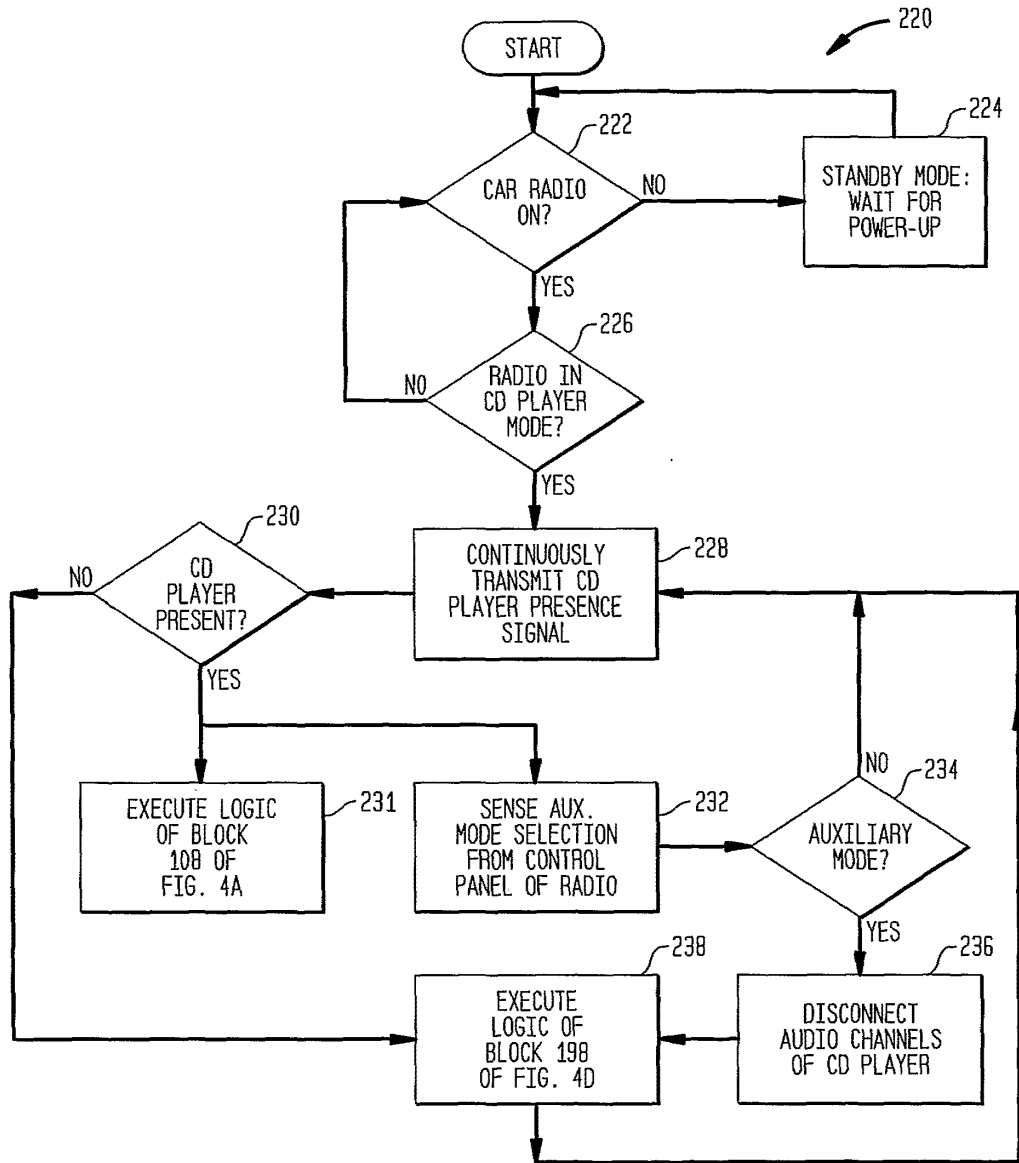 220
START
222
224
CAR RADIO
ON?
NO
STANDBY MODE:
WAIT FOR
POWER-UP
YES
226
RADIO IN
CD PLAYER
MODE?
NO
YES
230
228
CD
PLAYER
PRESENT?
NO
CONTINUOUSLY
TRANSMIT CD
PLAYER PRESENCE
SIGNAL
YES
NO
234
231
EXECUTE LOGIC
OF BLOCK
108 OF
FIG. 4A
232
SENSE AUX.
MODE SELECTION
FROM CONTROL
PANEL OF RADIO
AUXILIARY
MODE?
YES
238
236
EXECUTE
LOGIC OF
BLOCK 198
OF FIG. 4D
DISCONNECT
AUDIO CHANNELS
OF CD PLAYER